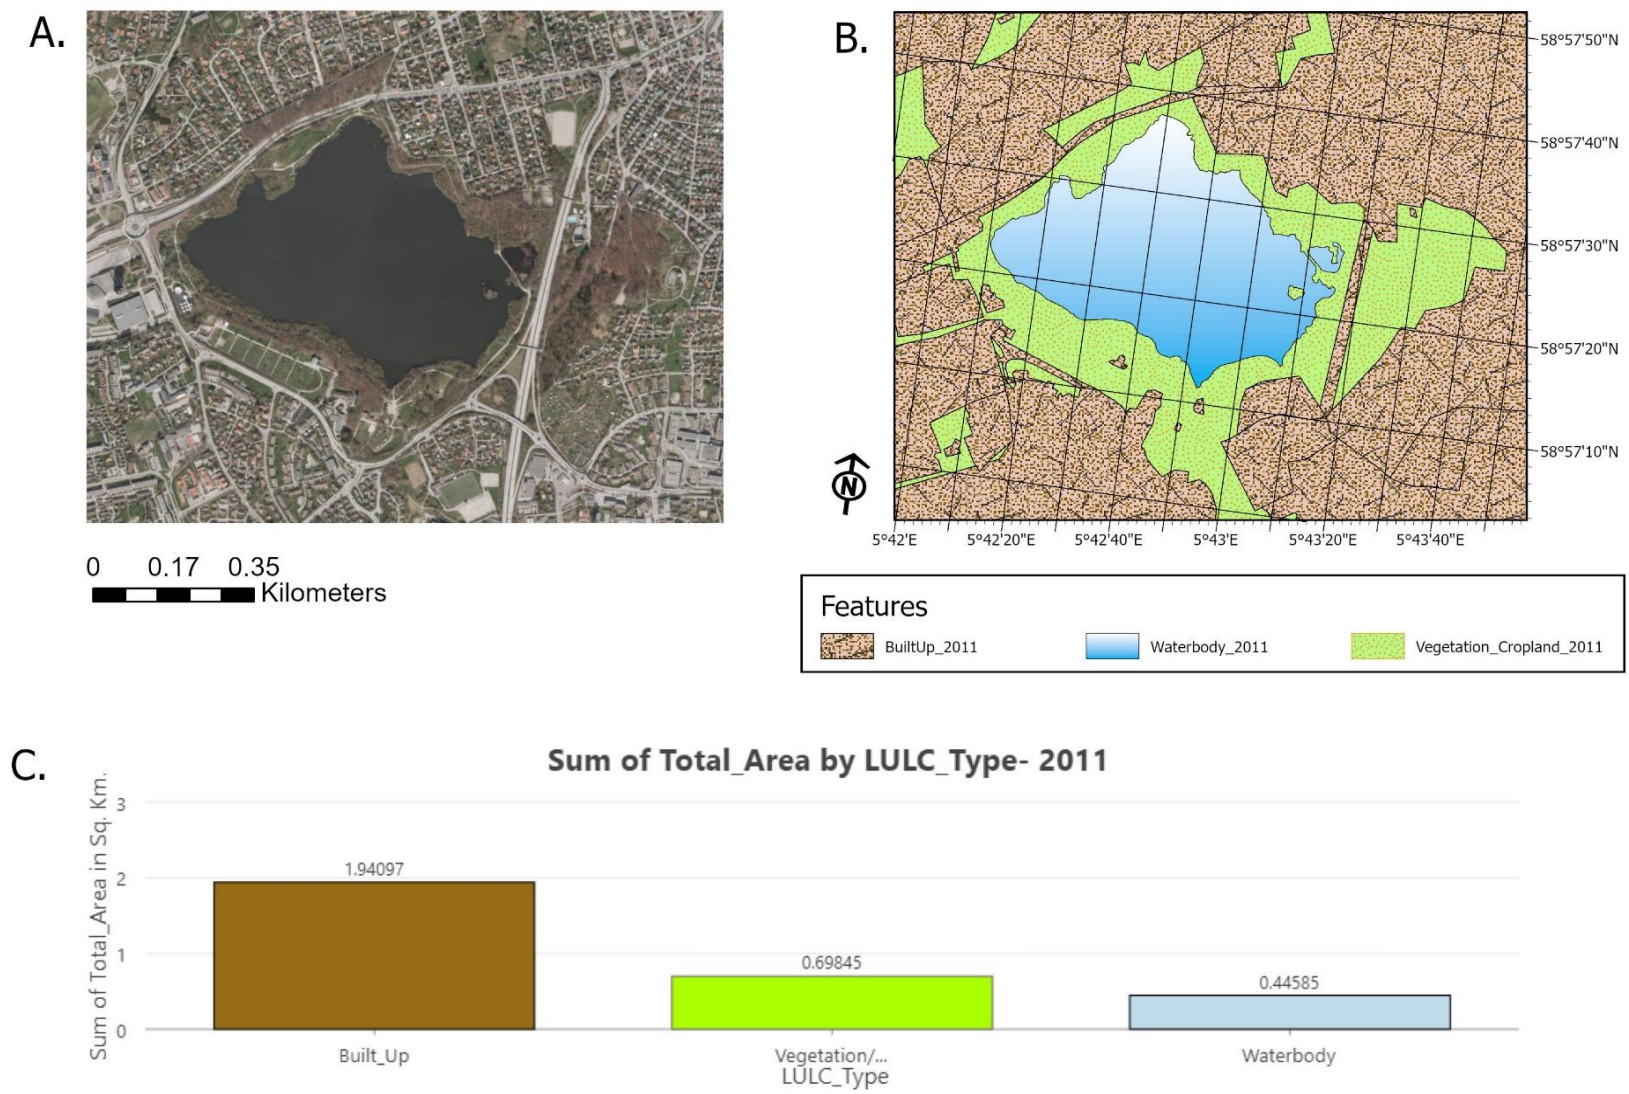 A.
B.
58°57'50"N
58°57'40"N
58°57'30"N
58°57'20"N
58°57'10"N
N
5°42'E
5°42'20"E
5°42'40"E
5°43'E
5°43'20"E
5°43'40"E
0 0.17 0.35
Kilometers
Features
BuiltUp_2011
Waterbody_2011
Vegetation_Cropland_2011
C.
Sum of Total_Area by LULC_Type- 2011
Sum of Total_Area in Sq. Km.
3
2
1
0
1.94097
0.69845
0.44585
Built_Up
Vegetation/...
Waterbody
LULC_Type